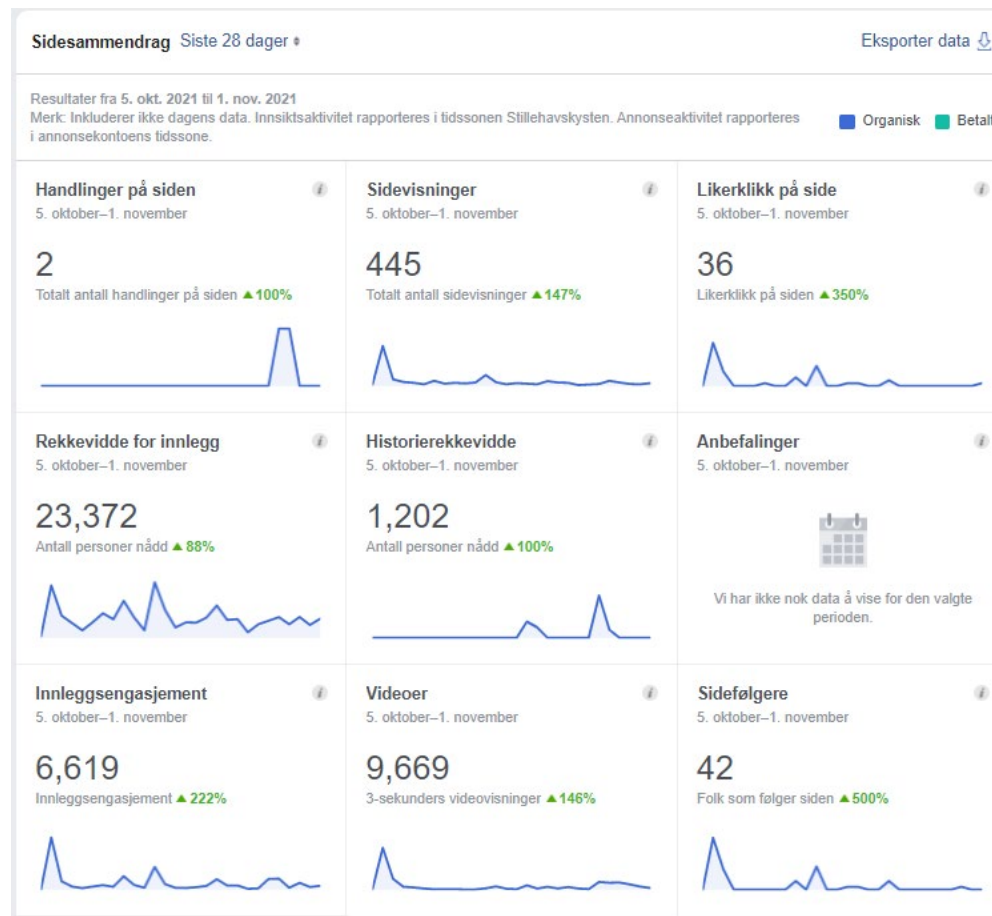 Sidesammendrag Siste 28 dager
Eksporter data
Resultater fra 5. okt. 2021 til 1. nov. 2021
Merk: Inkluderer ikke dagens data. Innsiktsaktivitet rapporteres i tidssonen Stillehavskysten. Annonseaktivitet rapporteres
i annonsekontoens tidssone.
Organisk Betalt
Handlinger på siden
5. oktober–1. november
2
Totalt antall handlinger på siden ▲100%
Sidevisninger
5. oktober–1. november
445
Totalt antall sidevisninger ▲147%
Likerklikk på side
5. oktober–1. november
36
Likerklikk på siden ▲350%
Rekkevidde for innlegg
5. oktober–1. november
23,372
Antall personer nådd ▲88%
Historierekkevidde
5. oktober–1. november
1,202
Antall personer nådd ▲100%
Anbefalinger
5. oktober–1. november
Vi har ikke nok data å vise for den valgte
perioden.
Innleggsengasjement
5. oktober–1. november
6,619
Innleggsengasjement ▲222%
Videoer
5. oktober–1. november
9,669
3-sekunders videovisninger ▲146%
Sidefølgere
5. oktober–1. november
42
Folk som følger siden ▲500%